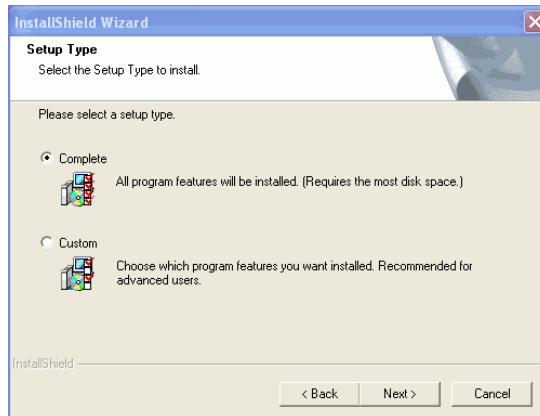 InstallShield Wizard
Setup Type
Select the Setup Type to install.
Please select a setup type.
Complete
All program features will be installed. (Requires the most disk space.)
Custom
Choose which program features you want installed. Recommended for
advanced users.
InstallShield
< Back
Next >
Cancel